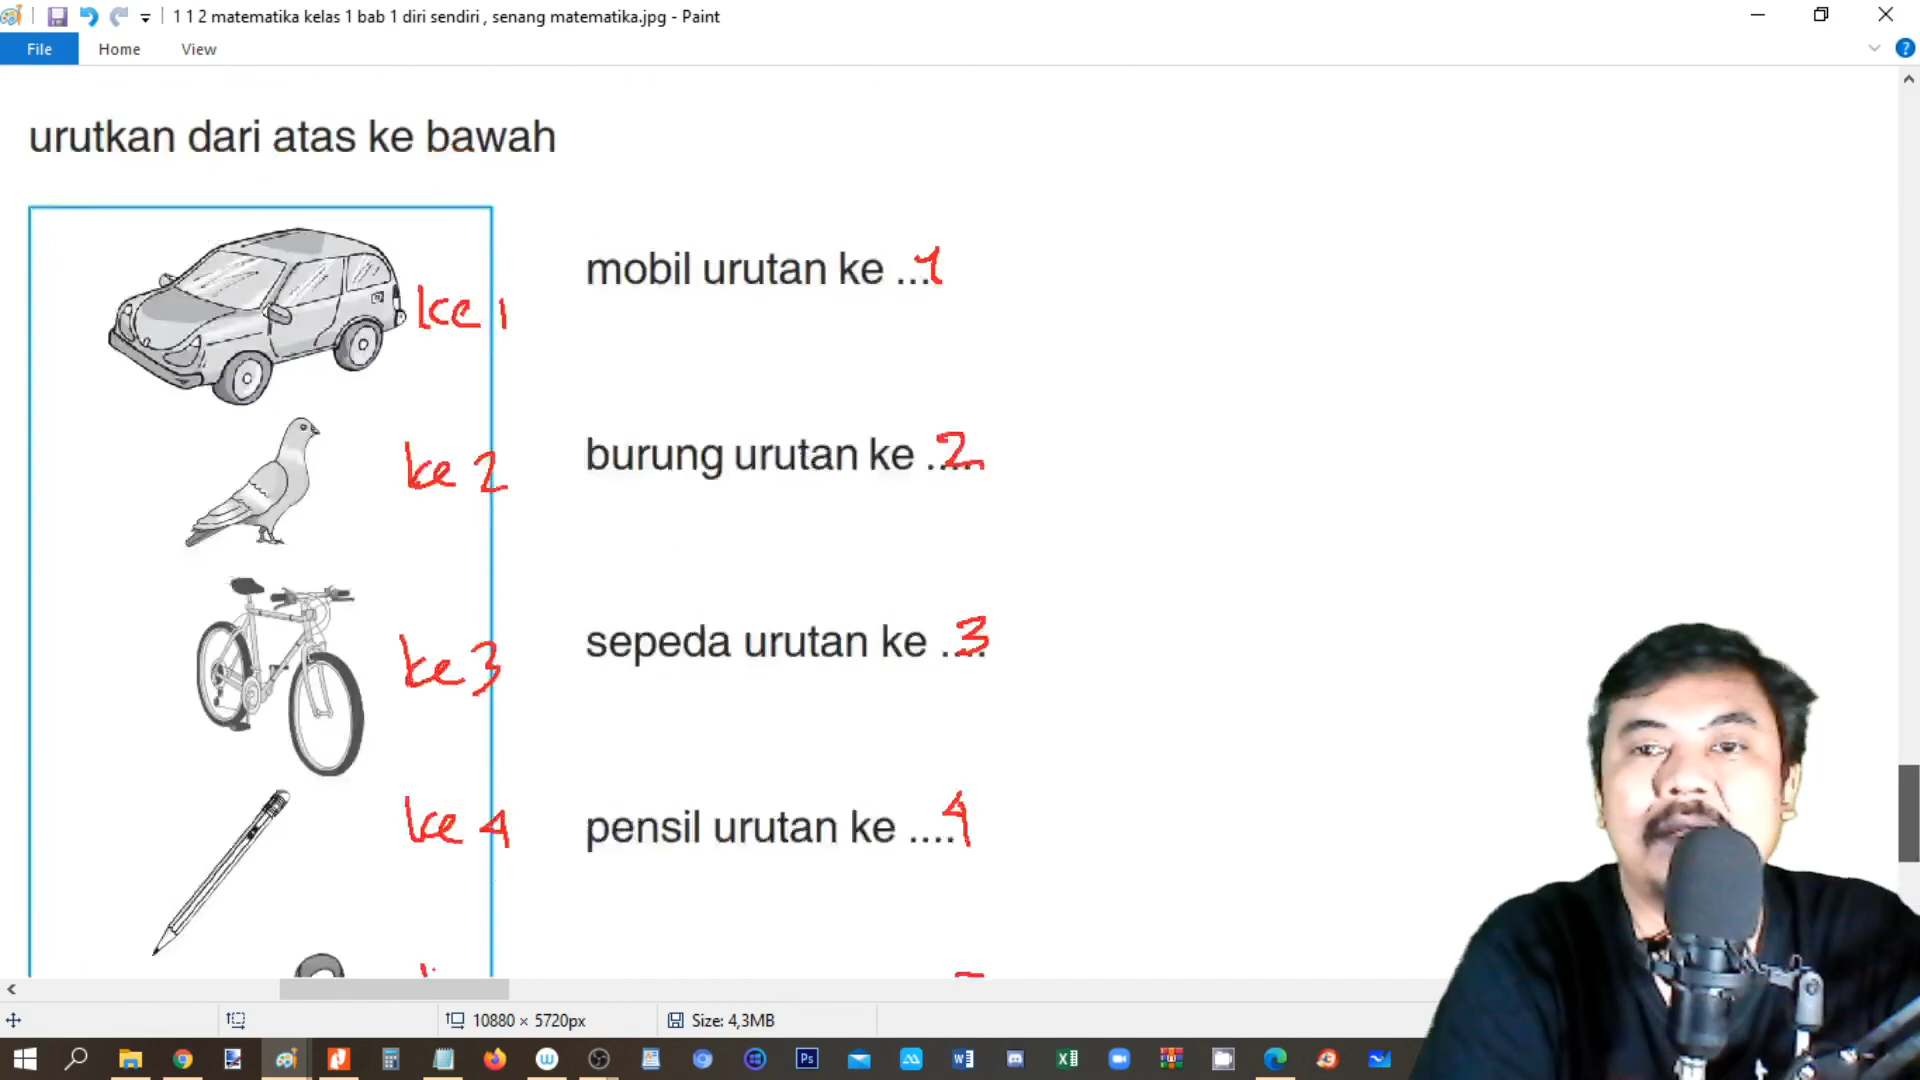 1 1 2 matematika kelas 1 bab 1 diri sendiri , senang matematika.jpg - Paint
File Home View
urutkan dari atas ke bawah
ke 1
mobil urutan ke ...1
ke 2
burung urutan ke ....2
ke 3
sepeda urutan ke ....3
ke 4
pensil urutan ke ....4
10880 × 5720px
Size: 4,3MB